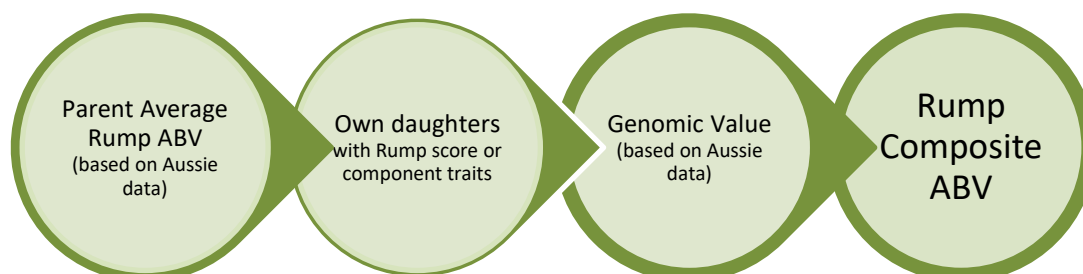 Parent Average
Rump ABV
(based on Aussie
data)
Own daughters
with Rump score or
component traits
Genomic Value
(based on Aussie
data)
Rump
Composite
ABV